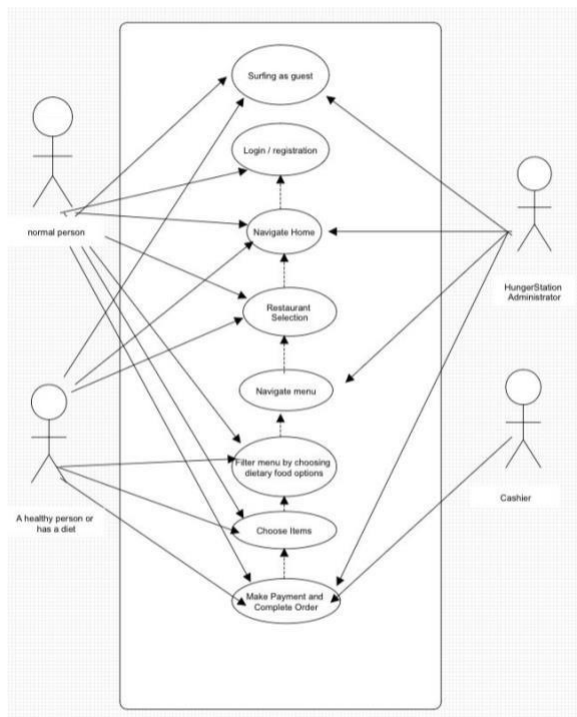 Surfing as guest
Login / registration
normal person
Navigate Home
HungerStation
Administrator
Restaurant
Selection
Navigate menu
Filter menu by choosing
dietary food options
Cashier
A healthy person or
has a diet
Choose Items
Make Payment and
Complete Order